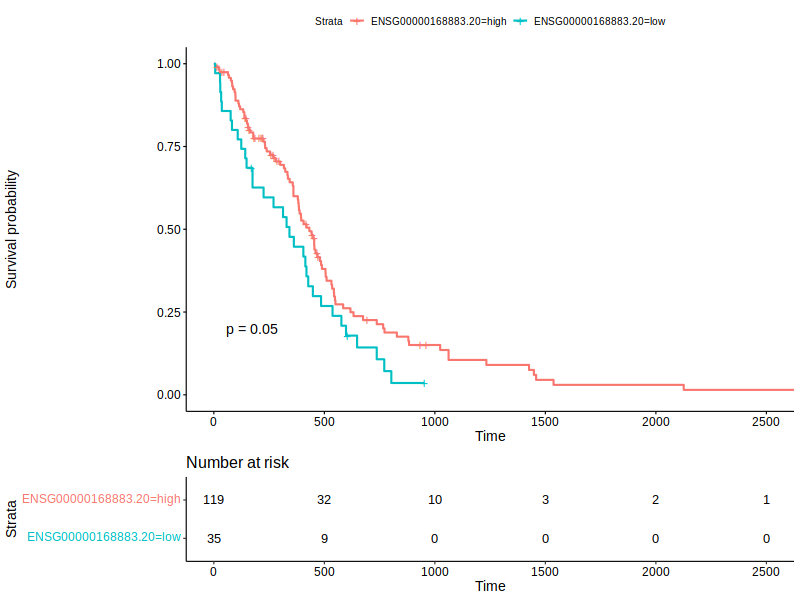 Strata ENSG00000168883.20=high ENSG00000168883.20=low
Survival probability
1.00
0.75
0.50
0.25
0.00
p = 0.05
0 500 1000 1500 2000 2500
Time
Number at risk
Strata
ENSG00000168883.20=high 119 32 10 3 2 1
ENSG00000168883.20=low 35 9 0 0 0 0
0 500 1000 1500 2000 2500
Time